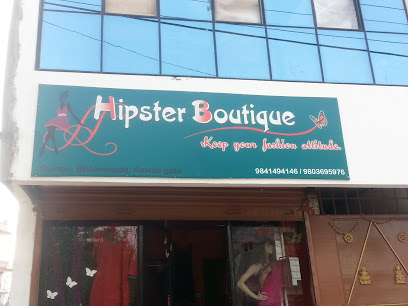 Hipster Boutique
Keep your fashion attitude.
9841494146 / 9803695976